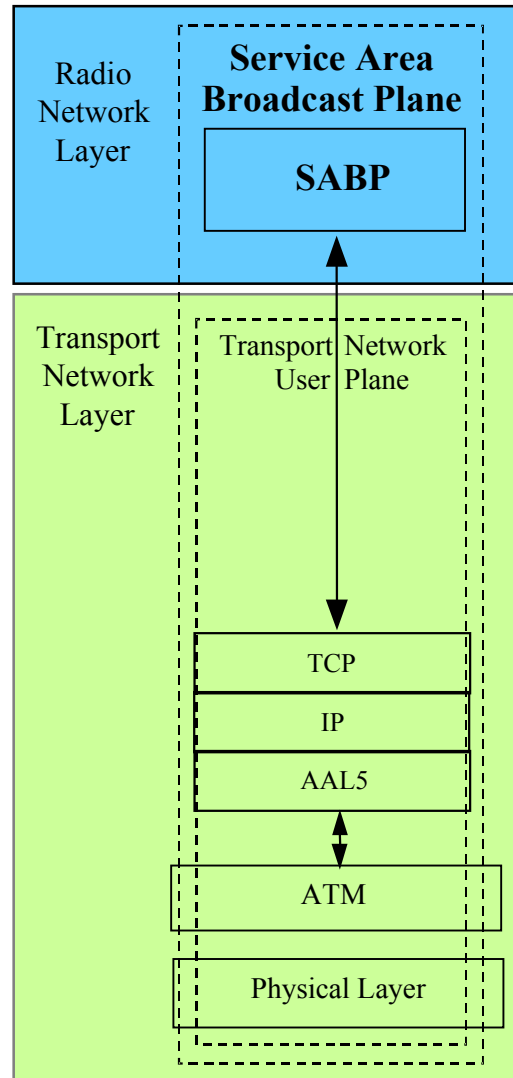 Radio
Network
Layer
Service Area
Broadcast Plane
SABP
Transport
Network
Layer
Transport Network
User Plane
TCP
IP
AAL5
ATM
Physical Layer